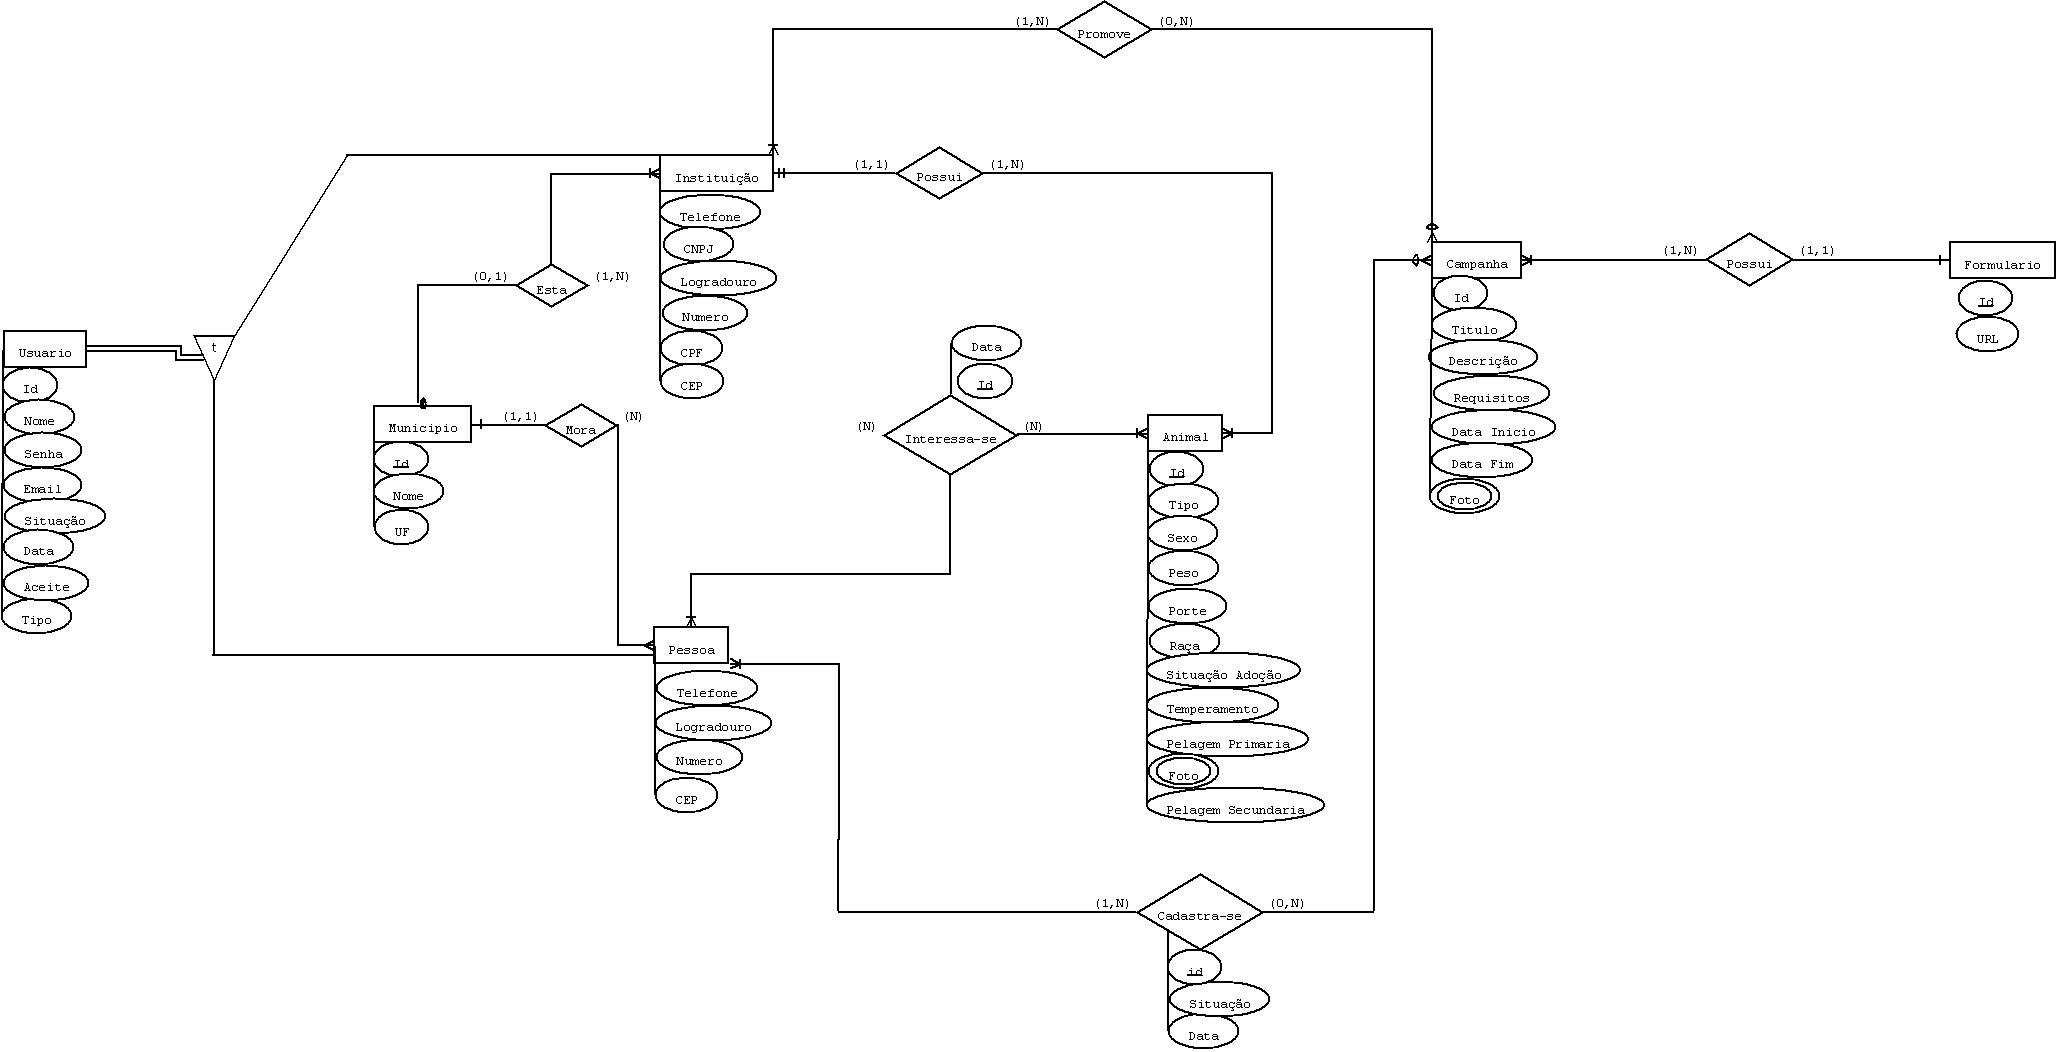 (1,N)
Promove
(0,N)
(1,1)
Possui
(1,N)
Instituição
Telefone
CNPJ
Logradouro
Numero
CPF
CEP
(0,1)
Esta
(1,N)
Usuario
Id
Nome
Senha
Email
Situação
Data
Aceite
Tipo
t
Municipio
Id
Nome
UF
(1,1)
Mora
(N)
Data
Id
(N)
Interessa-se
(N)
Animal
Id
Tipo
Sexo
Peso
Porte
Raça
Situação Adoção
Temperamento
Pelagem Primaria
Foto
Pelagem Secundaria
Campanha
Id
Titulo
Descrição
Requisitos
Data Inicio
Data Fim
Foto
(1,N)
Possui
(1,1)
Formulario
Id
URL
Pessoa
Telefone
Logradouro
Numero
CEP
(1,N)
Cadastra-se
(0,N)
id
Situação
Data